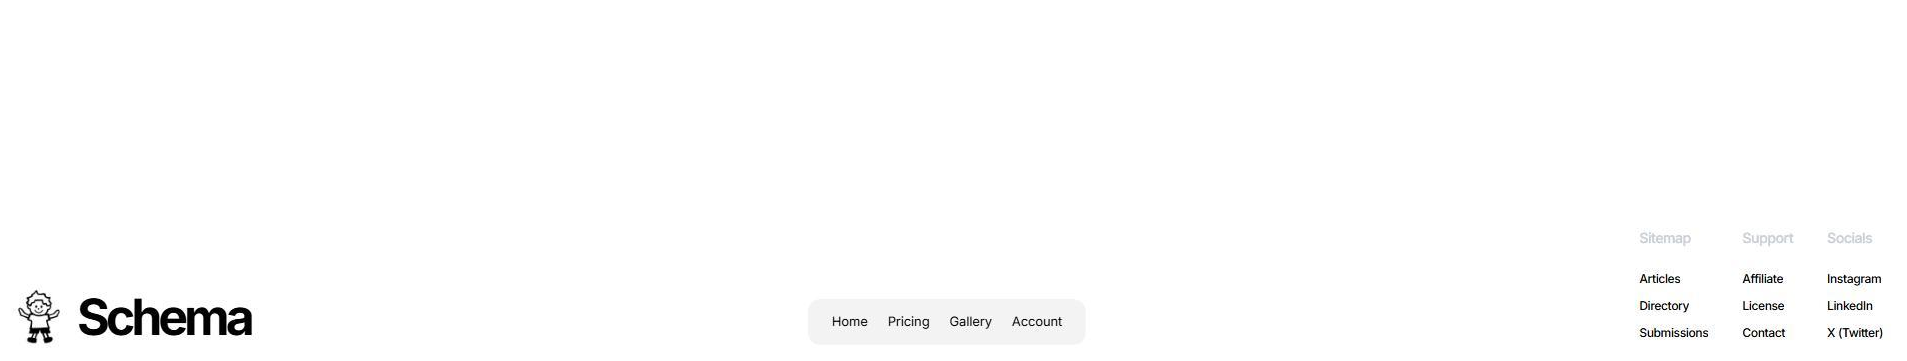 Schema
Home Pricing Gallery Account
Sitemap
Articles
Directory
Submissions
Support
Affiliate
License
Contact
Socials
Instagram
LinkedIn
X (Twitter)